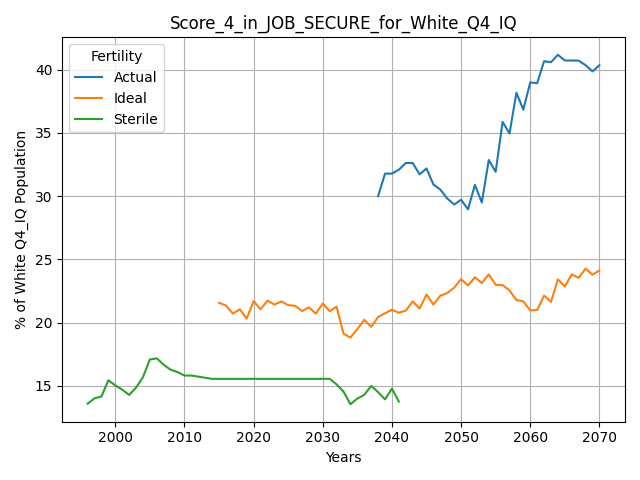 Score_4_in_JOB_SECURE_for_White_Q4_IQ
Fertility
Actual
Ideal
Sterile
% of White Q4_IQ Population
40
35
30
25
20
15
2000
2010
2020
2030
2040
2050
2060
2070
Years